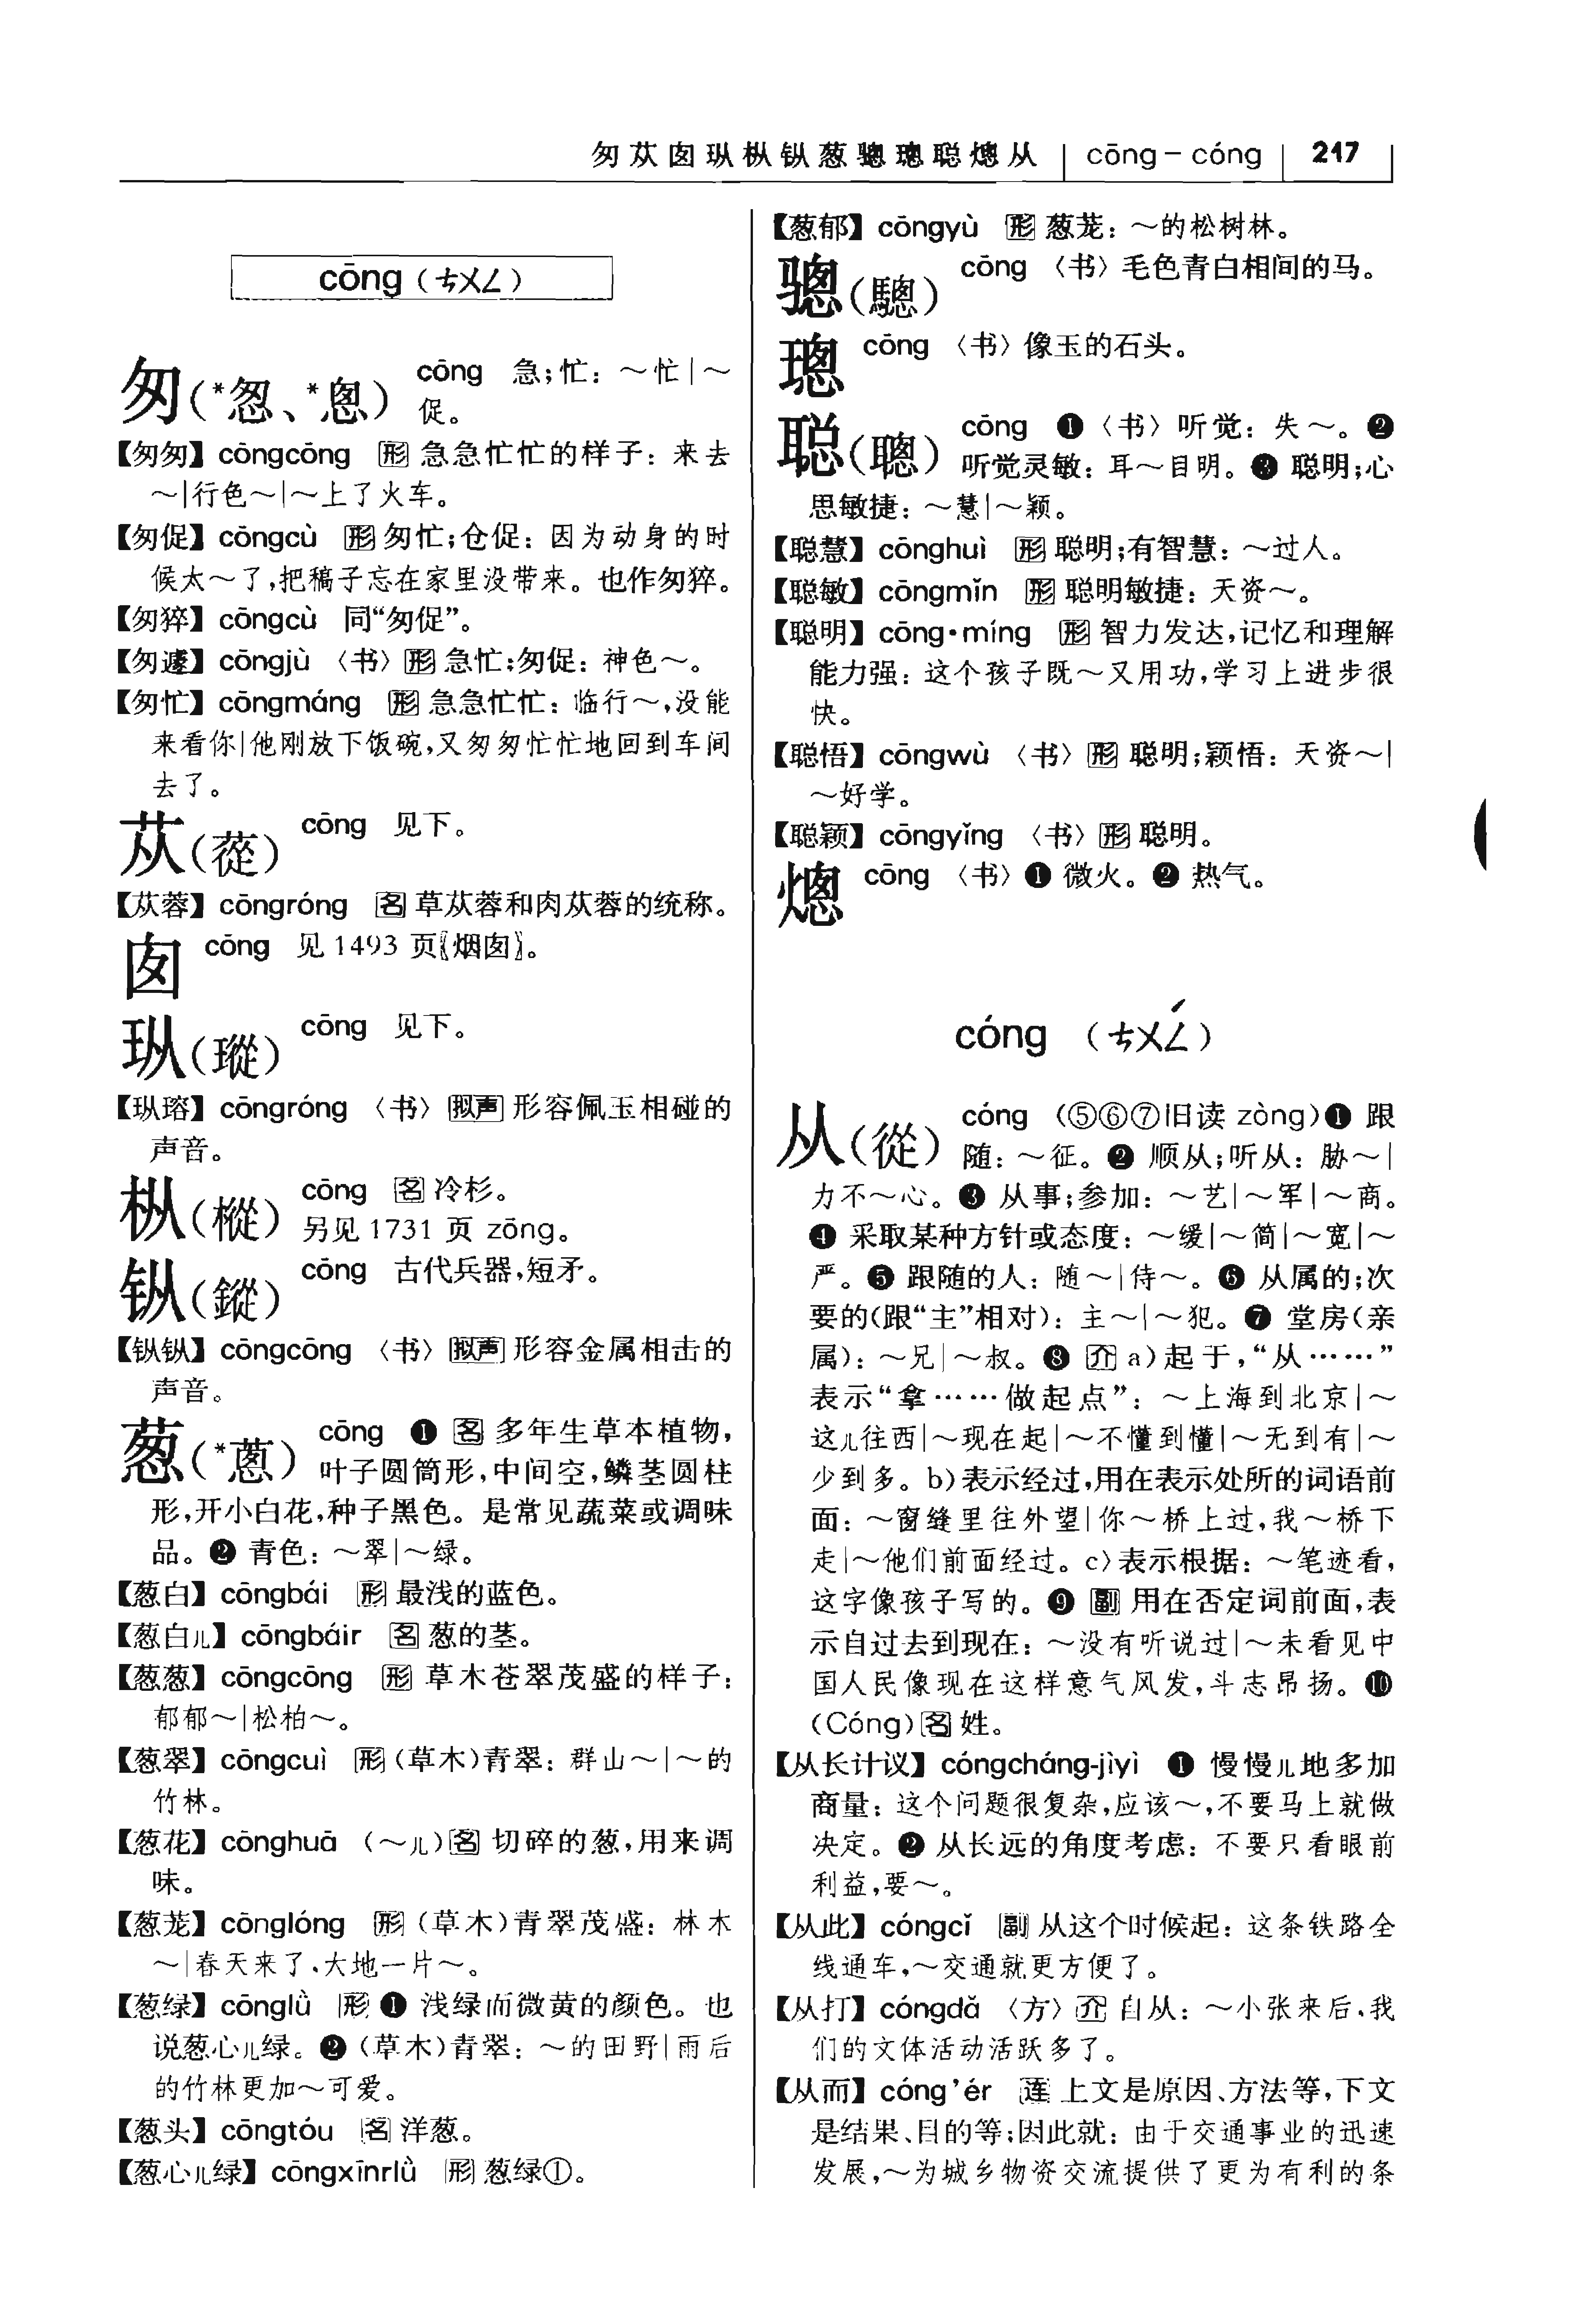 匆苁囱玜枞𫓩葱骢璁聪熜从 cōng－cóng 217
cōng（ㄘㄨㄥ）
匆（*怱、*悤） cōng 急；忙：～忙｜～
促。
【匆匆】cōngcōng 形 急急忙忙的样子：来去
～｜行色～｜～上了火车。
【匆促】cōngcù 形 匆忙；仓促：因为动身的时
候太～了，把稿子忘在家里没带来。也作匆猝。
【匆猝】cōngcù 同“匆促”。
【匆遽】cōngjù 〈书〉形 急忙；匆促：神色～。
【匆忙】cōngmáng 形 急急忙忙：临行～，没能
来看你｜他刚放下饭碗，又匆匆忙忙地回到车间
去了。
苁（蓯） cōng 见下。
【苁蓉】cōngróng 名 草苁蓉和肉苁蓉的统称。
囱 cōng 见 1493 页〖烟囱〗。
（瑽） cōng 见下。
【瑢】cōngróng 〈书〉拟声 形容佩玉相碰的
声音。
枞（樅） cōng 名 冷杉。
另见 1731 页 zōng。
（鏦） cōng 古代兵器，短矛。
cōngcōng 〈书〉拟声 形容金属相击的
声音。
葱（*蔥） cōng ❶ 名 多年生草本植物，
叶子圆筒形，中间空，鳞茎圆柱
形，开小白花，种子黑色。是常见蔬菜或调味
品。❷ 青色：～翠｜～绿。
【葱白】cōngbái 形 最浅的蓝色。
【葱白儿】cōngbáir 名 葱的茎。
【葱葱】cōngcōng 形 草木苍翠茂盛的样子：
郁郁～｜松柏～。
【葱翠】cōngcuì 形（草木）青翠：群山～｜～的
竹林。
【葱花】cōnghuā （～儿）名 切碎的葱，用来调
味。
【葱茏】cōnglóng 形（草木）青翠茂盛：林木
～｜春天来了，大地一片～。
【葱绿】cōnglǜ 形 ❶ 浅绿而微黄的颜色。也
说葱心儿绿。❷（草木）青翠：～的田野｜雨后
的竹林更加～可爱。
【葱头】cōngtóu 名 洋葱。
【葱心儿绿】cōngxīnrlǜ 形 葱绿①。
【葱郁】cōngyù 形 葱茏：～的松树林。
骢（驄） cōng 〈书〉毛色青白相间的马。
璁 cōng 〈书〉像玉的石头。
聪（聰） cōng ❶〈书〉听觉：失～。❷
听觉灵敏：耳～目明。❸ 聪明；心
思敏捷：～慧｜～颖。
【聪慧】cōnghuì 形 聪明；有智慧：～过人。
【聪敏】cōngmǐn 形 聪明敏捷：天资～。
【聪明】cōng·míng 形 智力发达，记忆和理解
能力强：这个孩子既～又用功，学习上进步很
快。
【聪悟】cōngwù 〈书〉形 聪明；颖悟：天资～｜
～好学。
【聪颖】cōngyǐng 〈书〉形 聪明。
熜 cōng 〈书〉❶ 微火。❷ 热气。
cóng （ㄘㄨㄥˊ）
从（從） cóng （⑤⑥⑦旧读 zòng）❶ 跟
随：～征。❷ 顺从；听从：胁～｜
力不～心。❸ 从事；参加：～艺｜～军｜～商。
❹ 采取某种方针或态度：～缓｜～简｜～宽｜～
严。❺ 跟随的人：随～｜侍～。❻ 从属的；次
要的（跟“主”相对）：主～｜～犯。❼ 堂房（亲
属）：～兄｜～叔。❽ 介 a）起于，“从……”
表示“拿……做起点”：～上海到北京｜～
这儿往西｜～现在起｜～不懂到懂｜～无到有｜～
少到多。b）表示经过，用在表示处所的词语前
面：～窗缝里往外望｜你～桥上过，我～桥下
走｜～他们前面经过。c）表示根据：～笔迹看，
这字像孩子写的。❾ 副 用在否定词前面，表
示自过去到现在：～没有听说过｜～未看见中
国人民像现在这样意气风发，斗志昂扬。❿
（Cóng）名 姓。
【从长计议】cóngcháng-jìyì ❶ 慢慢儿地多加
商量：这个问题很复杂，应该～，不要马上就做
决定。❷ 从长远的角度考虑：不要只看眼前
利益，要～。
【从此】cóngcǐ 副 从这个时候起：这条铁路全
线通车，～交通就更方便了。
【从打】cóngdǎ 〈方〉介 自从：～小张来后，我
们的文体活动活跃多了。
【从而】cóng’ér 连 上文是原因、方法等，下文
是结果、目的等；因此就：由于交通事业的迅速
发展，～为城乡物资交流提供了更为有利的条